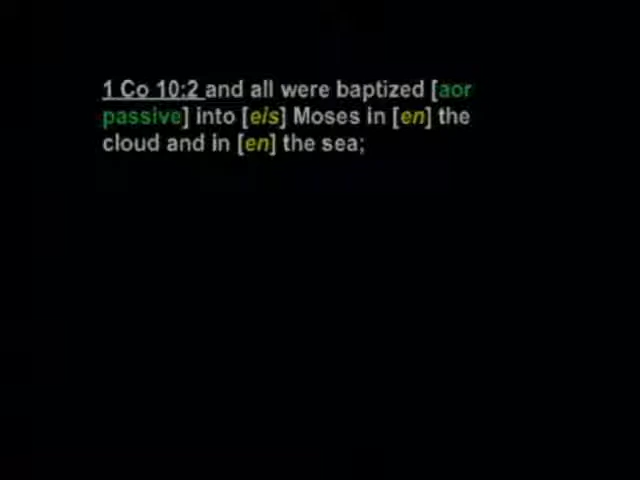 1 Co 10:2 and all were baptized [aor
passive] into [eis] Moses in [en] the
cloud and in [en] the sea;